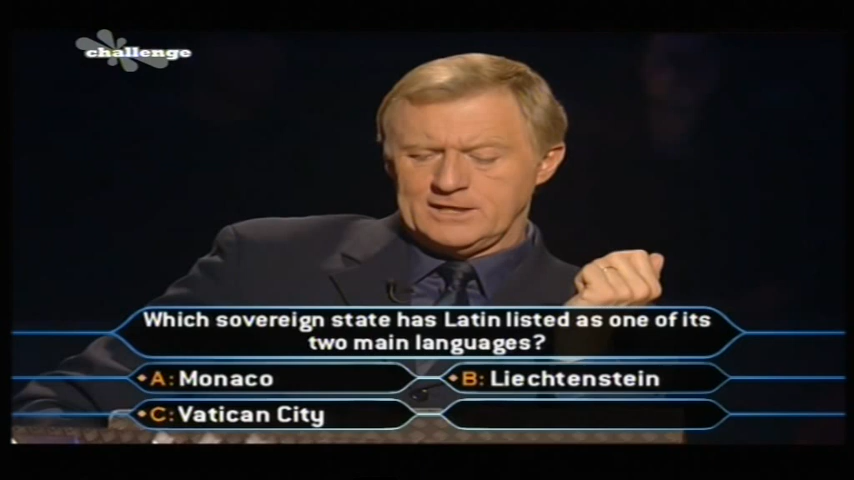 challenge
Which sovereign state has Latin listed as one of its
two main languages?
A: Monaco
B: Liechtenstein
C: Vatican City